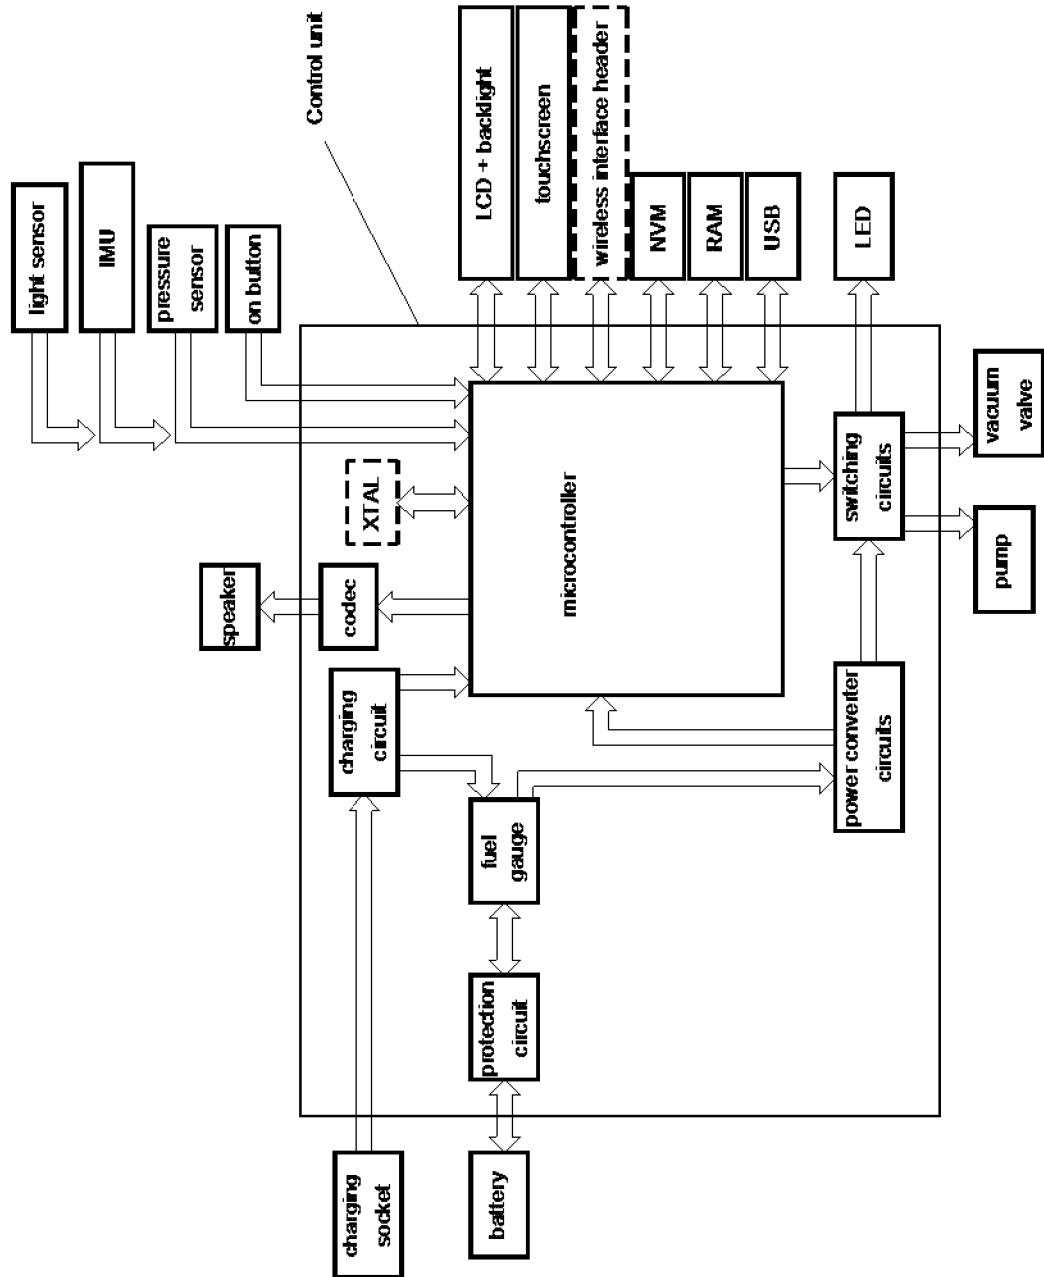 light sensor
IMU
pressure
sensor
on button
Control unit
LCD + backlight
touchscreen
wireless interface header
NVM
RAM
USB
LED
XTAL
speaker
codec
microcontroller
switching
circuits
vacuum
valve
pump
charging
circuit
fuel
gauge
power converter
circuits
protection
circuit
charging
socket
battery